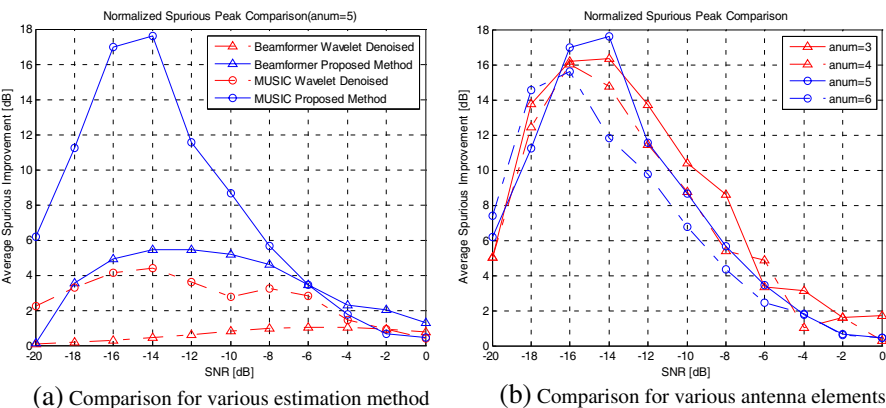 Normalized Spurious Peak Comparison(anum=5)
18
16
14
12
10
8
6
4
2
0
Average Spurious Improvement [dB]
-20 -18 -16 -14 -12 -10 -8 -6 -4 -2 0
SNR [dB]
Beamformer Wavelet Denoised
Beamformer Proposed Method
MUSIC Wavelet Denoised
MUSIC Proposed Method
(a) Comparison for various estimation method
Normalized Spurious Peak Comparison
18
16
14
12
10
8
6
4
2
0
Average Spurious Improvement [dB]
-20 -18 -16 -14 -12 -10 -8 -6 -4 -2 0
SNR [dB]
anum=3
anum=4
anum=5
anum=6
(b) Comparison for various antenna elements